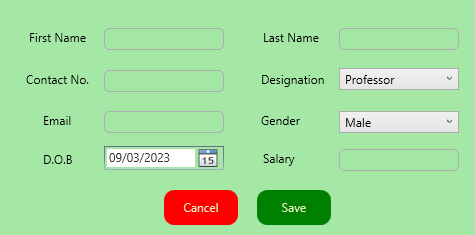 First Name Last Name
Contact No. Designation Professor
Email Gender Male
D.O.B 09/03/2023 15 Salary
Cancel Save